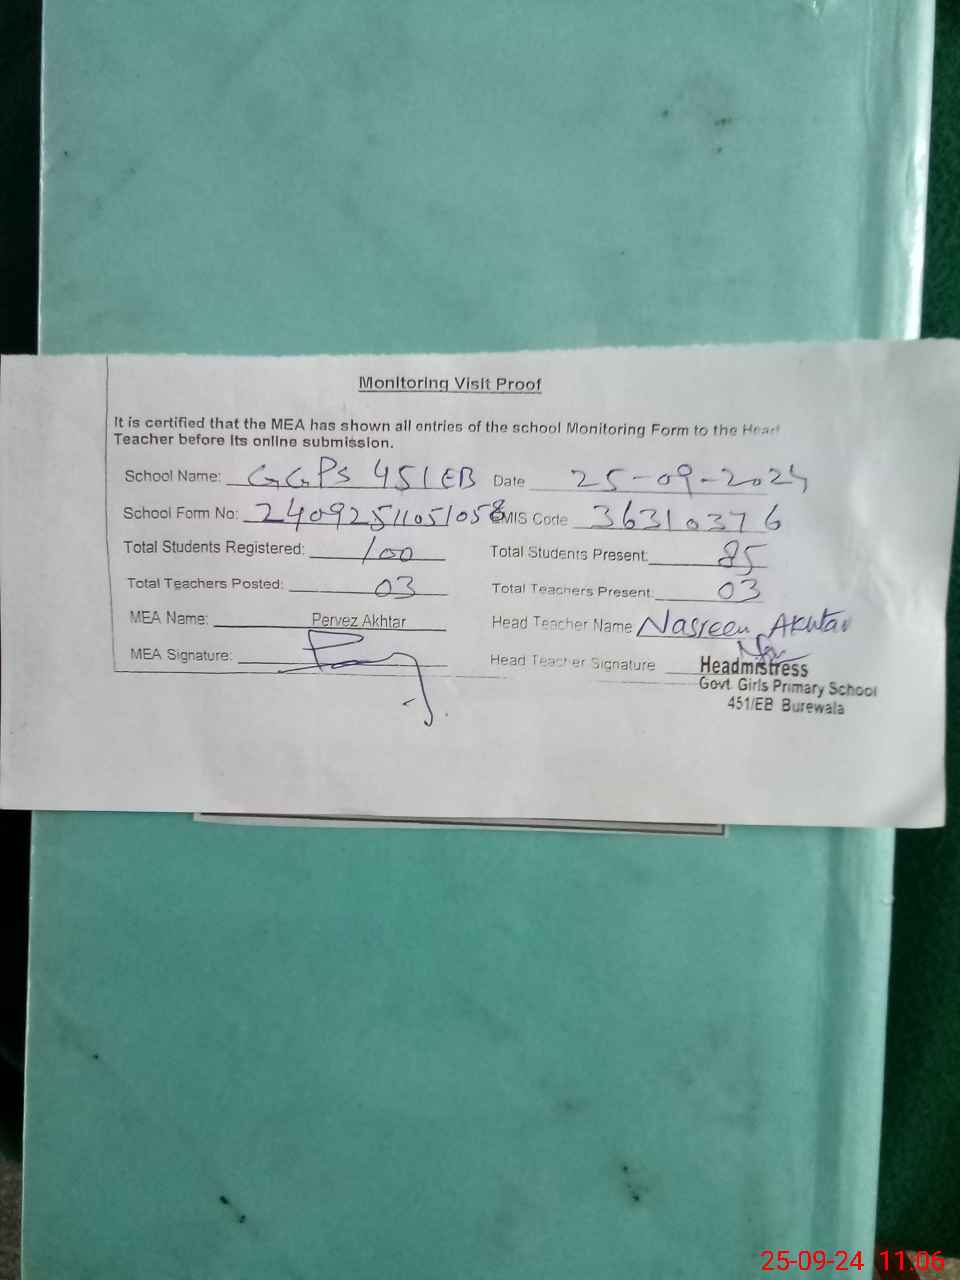 Monitoring Visit Proof
It is certified that the MEA has shown all entries of the school Monitoring Form to the Head
Teacher before its online submission.
School Name: GGPS 451EB Date 25-09-2024
School Form No: 24092511051058 EMIS Code 36310376
Total Students Registered: 100 Total Students Present: 85
Total Teachers Posted: 03 Total Teachers Present: 03
MEA Name: Pervez Akhtar Head Teacher Name Nasreen Akhtar
MEA Signature: Head Teacher Signature
Headmistress
Govt. Girls Primary School
451/EB Burewala
25-09-24 11:06